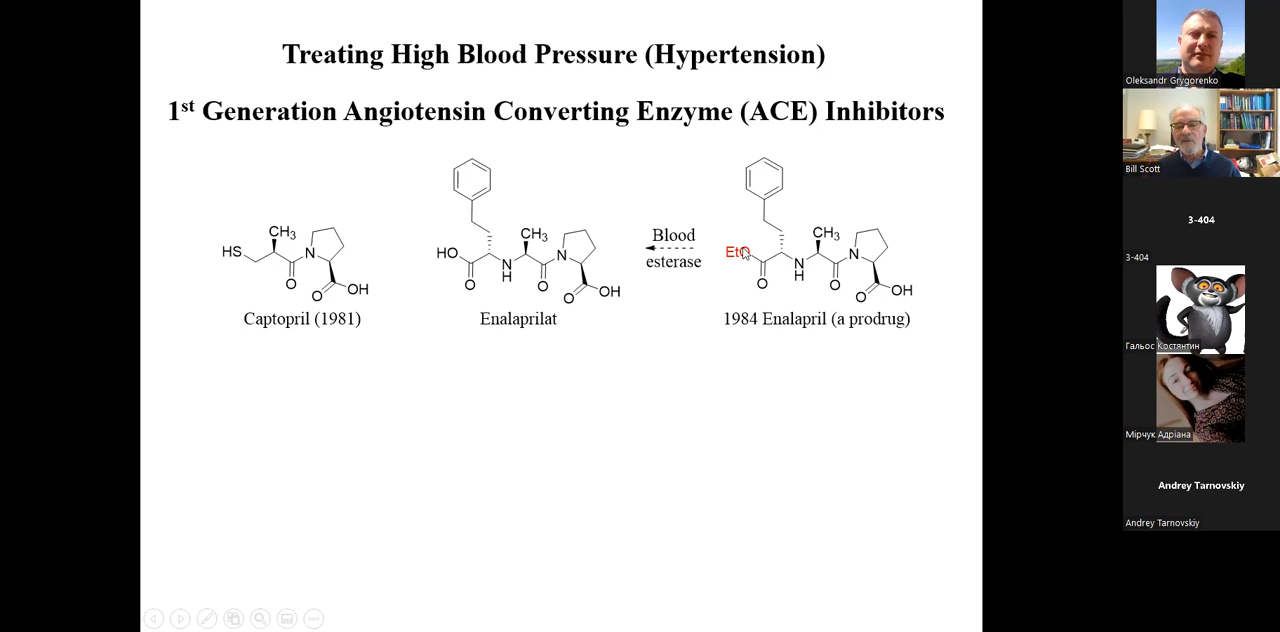 Treating High Blood Pressure (Hypertension)
1st Generation Angiotensin Converting Enzyme (ACE) Inhibitors
HS
CH3
O
N
O
OH
Captopril (1981)
HO
O
N
H
CH3
O
N
O
OH
Enalaprilat
Blood
esterase
EtO
O
N
H
CH3
O
N
O
OH
1984 Enalapril (a prodrug)
Oleksandr Grygorenko
Bill Scott
3-404
3-404
Гальос Костянтин
Мірчук Адріана
Andrey Tarnovskiy
Andrey Tarnovskiy